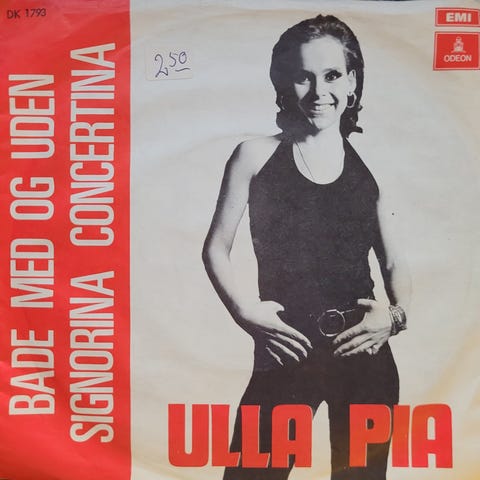 DK 1793
2.50
EMI
ODEON
BADE MED OG UDEN
SIGNORINA CONCERTINA
ULLA PIA